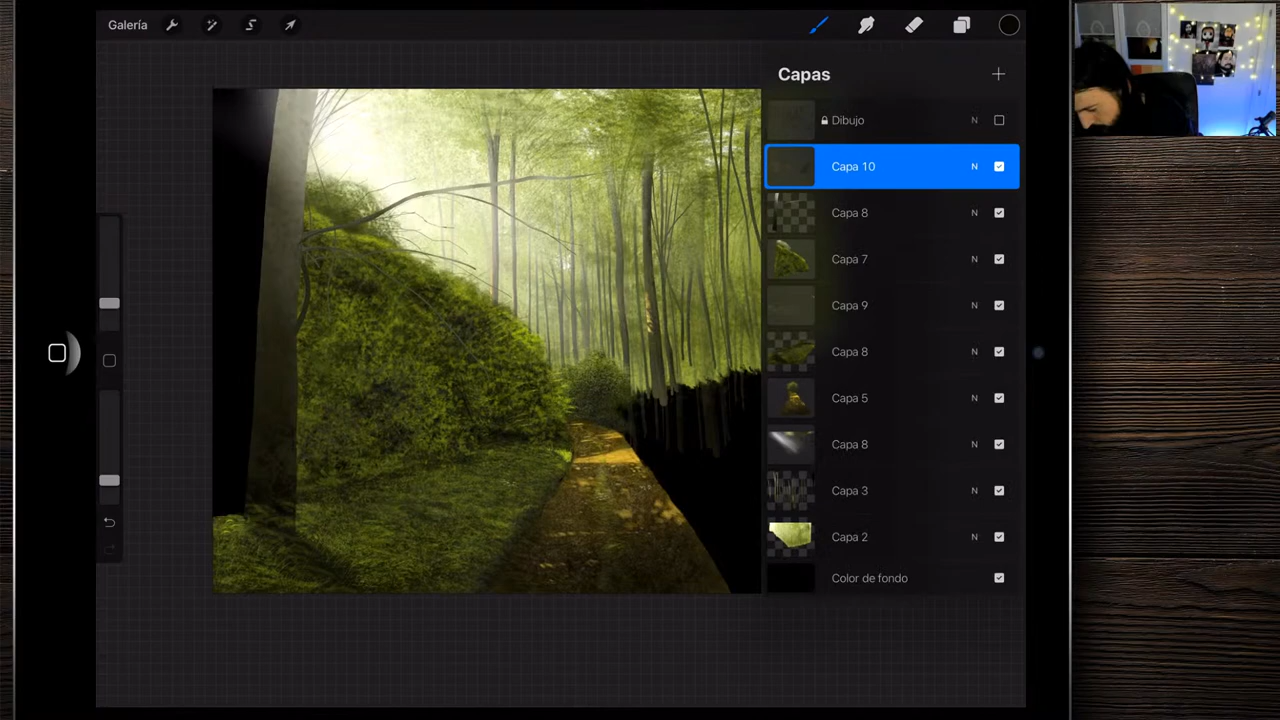 Galería
Capas
Dibujo N
Capa 10 N
Capa 8 N
Capa 7 N
Capa 9 N
Capa 8 N
Capa 5 N
Capa 8 N
Capa 3 N
Capa 2 N
Color de fondo